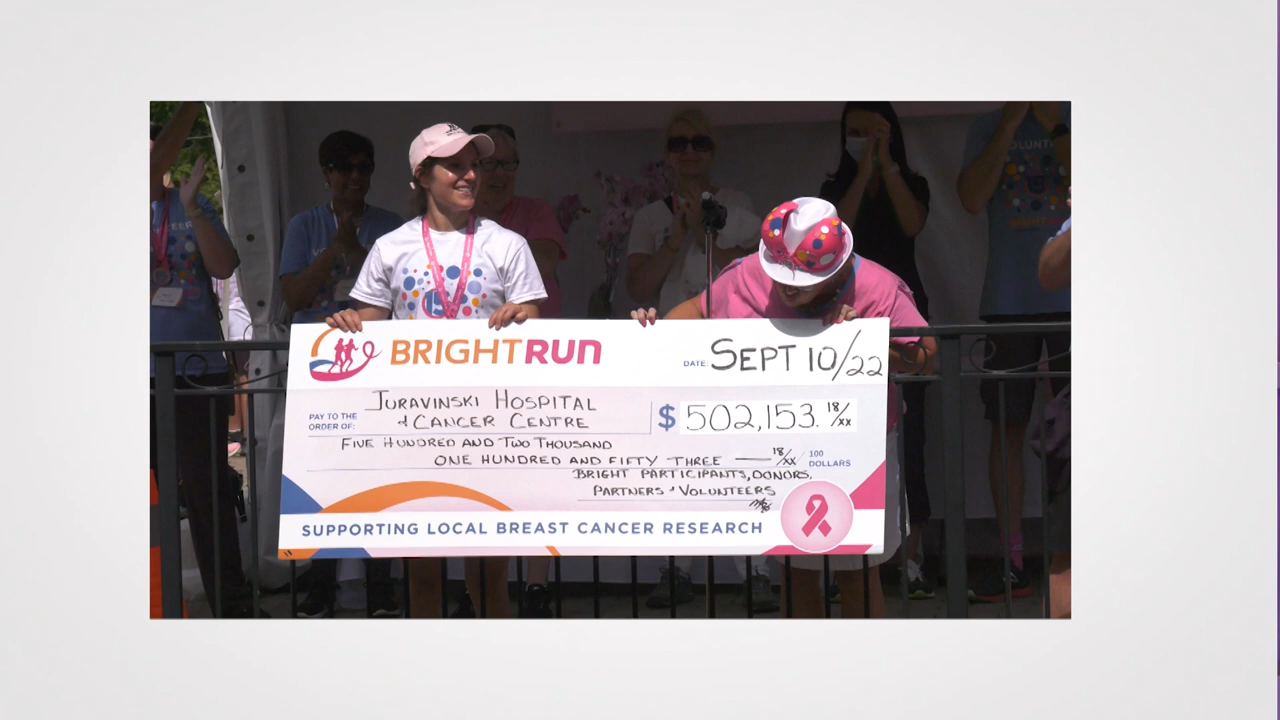 BRIGHTRUN
DATE: SEPT 10/22
PAY TO THE ORDER OF: JURAVINSKI HOSPITAL
& CANCER CENTRE
$ 502,153. 18/XX
FIVE HUNDRED AND TWO THOUSAND
ONE HUNDRED AND FIFTY THREE — 18/XX 100 DOLLARS
BRIGHT PARTICIPANTS, DONORS,
PARTNERS & VOLUNTEERS
SUPPORTING LOCAL BREAST CANCER RESEARCH
15